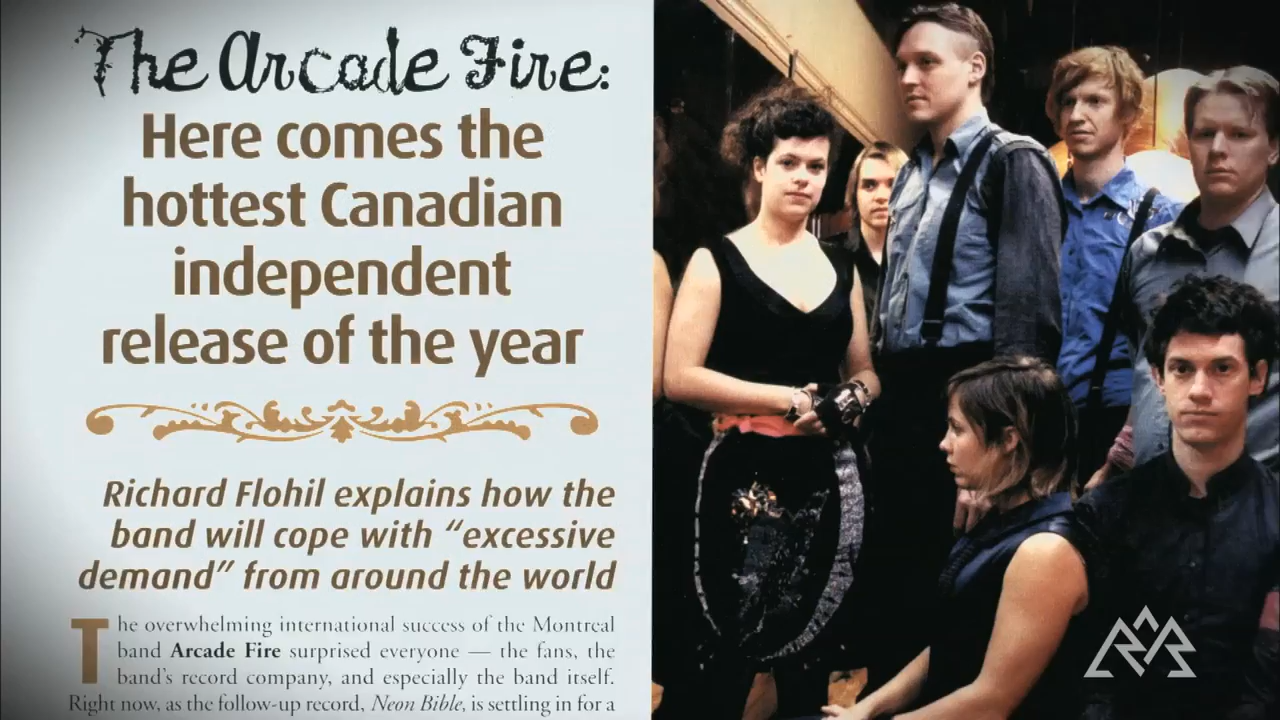 The Arcade Fire:
Here comes the
hottest Canadian
independent
release of the year
Richard Flohil explains how the
band will cope with “excessive
demand” from around the world
The overwhelming international success of the Montreal
band Arcade Fire surprised everyone — the fans, the
band's record company, and especially the band itself.
Right now, as the follow-up record, Neon Bible, is settling in for a